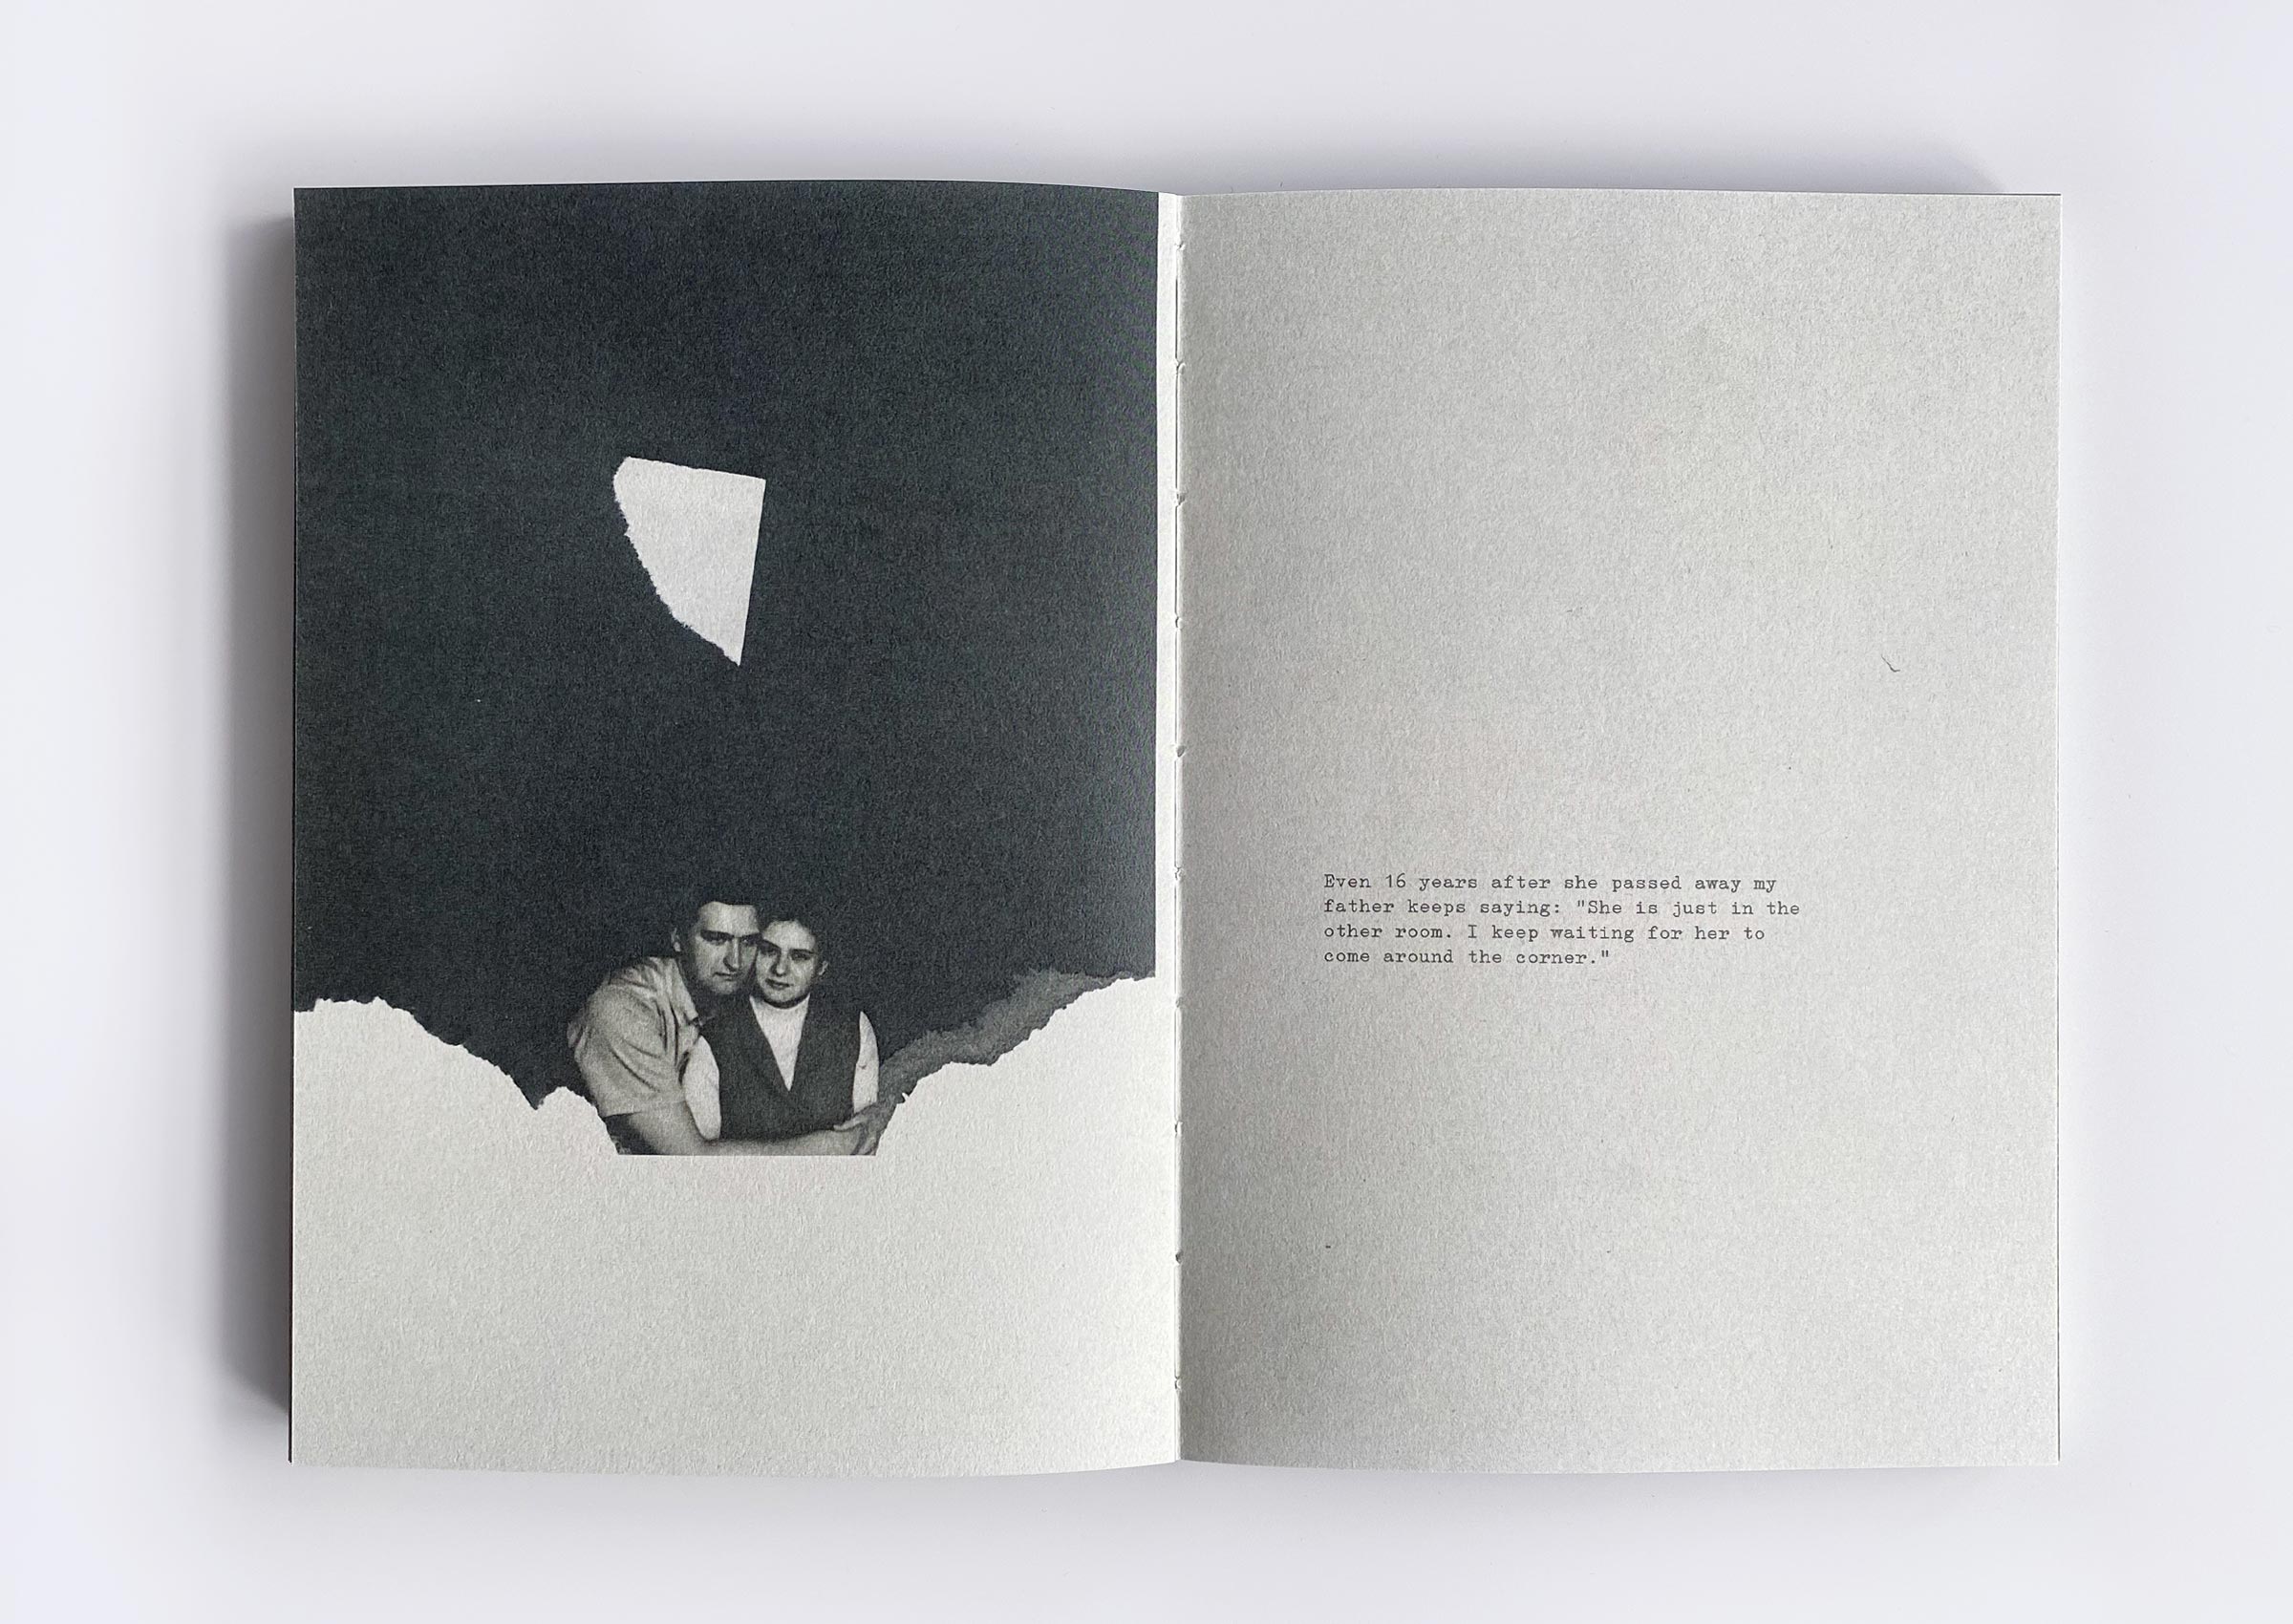 Even 16 years after she passed away my
father keeps saying: "She is just in the
other room. I keep waiting for her to
come around the corner."